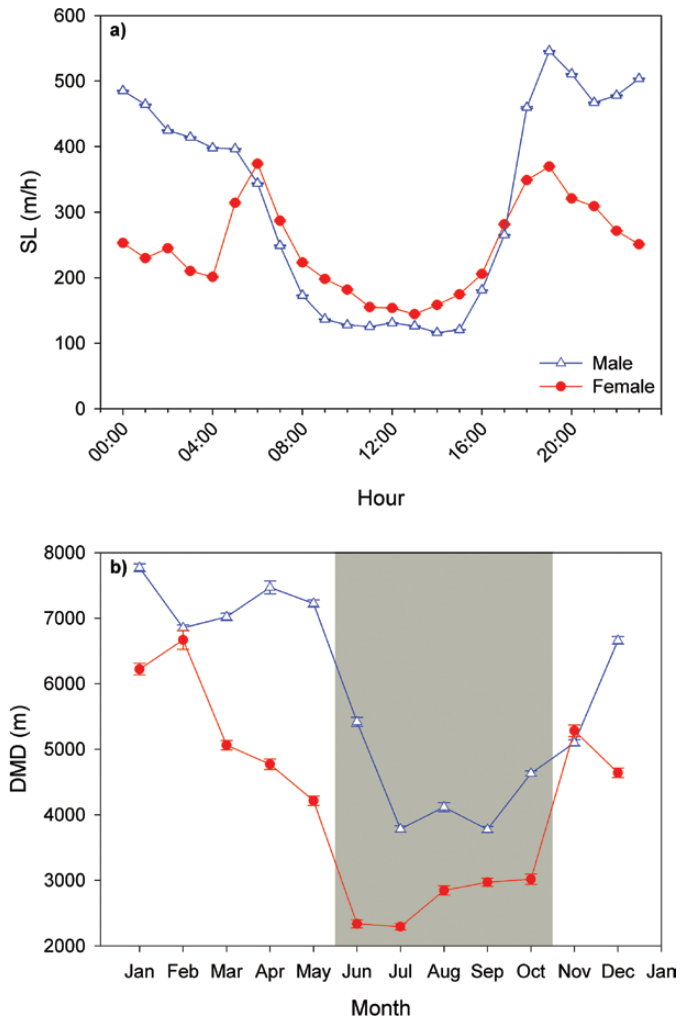 a)
600
500
400
300
200
100
0
SL (m/h)
Male
Female
00:00 04:00 08:00 12:00 16:00 20:00
Hour
b)
8000
7000
6000
5000
4000
3000
2000
DMD (m)
Jan Feb Mar Apr May Jun Jul Aug Sep Oct Nov Dec Jan
Month